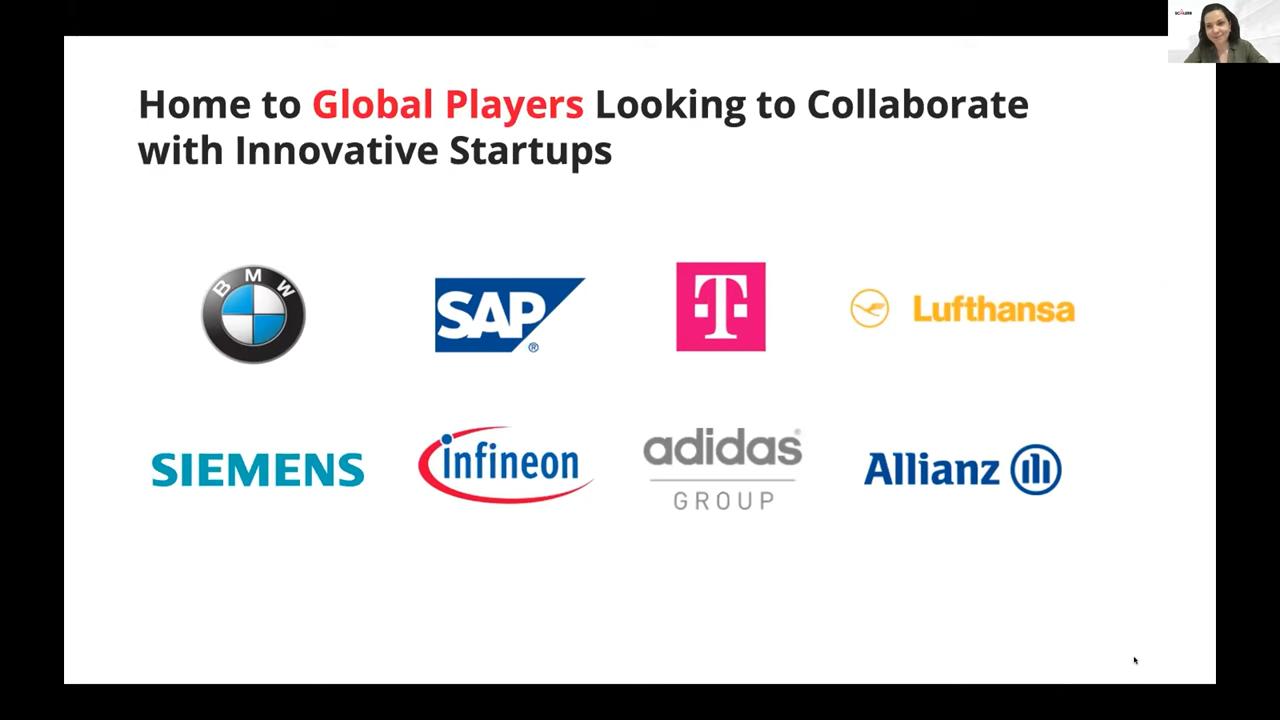 Home to Global Players Looking to Collaborate
with Innovative Startups
BMW
SAP®
T
Lufthansa
SIEMENS
infineon
adidas®
GROUP
Allianz